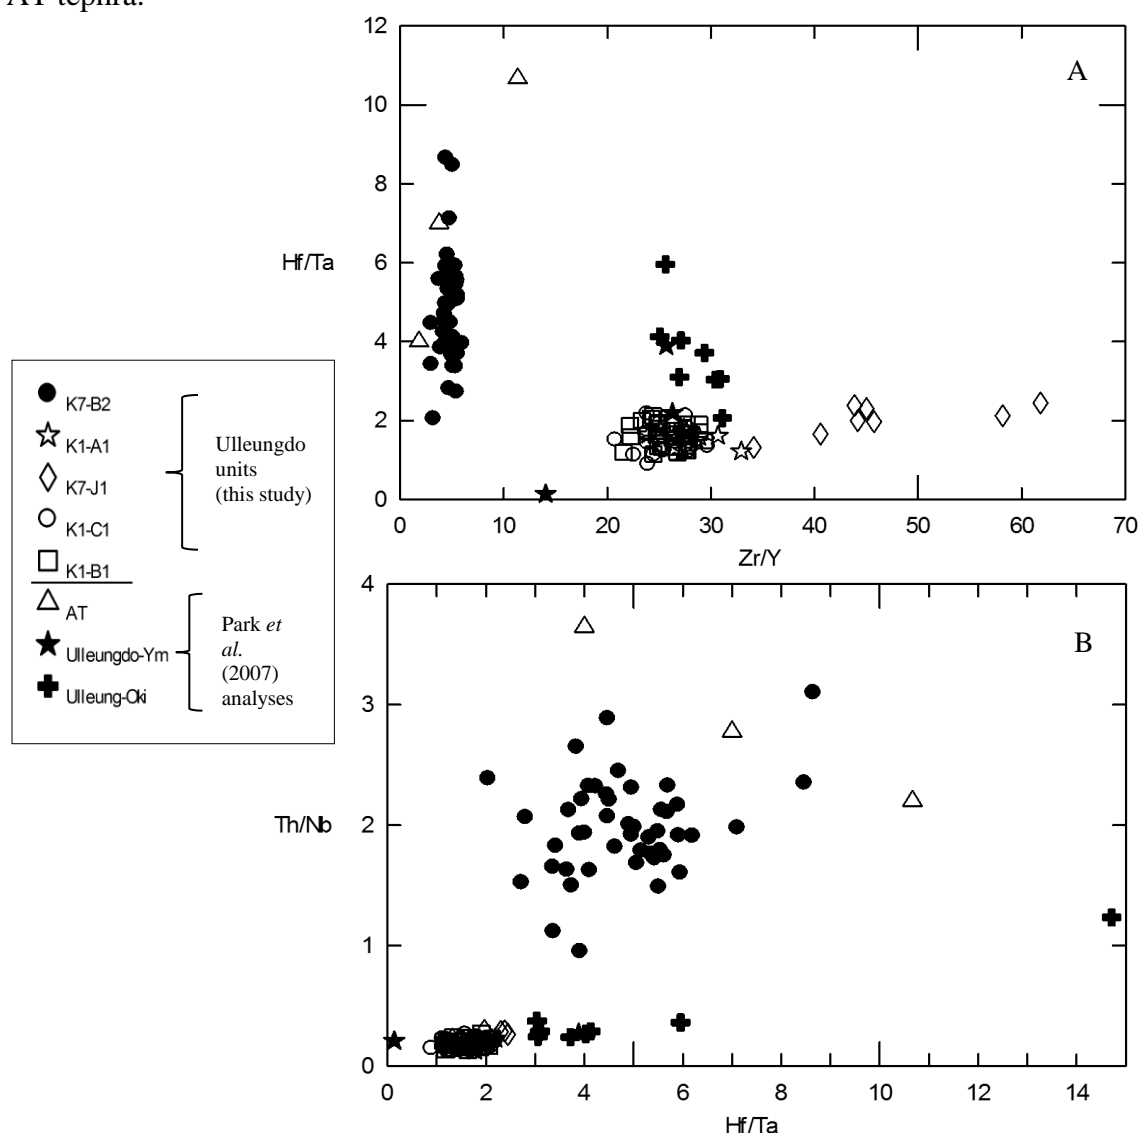 AT tephra.
12
A
10
8
Hf/Ta
6
4
2
0
0 10 20 30 40 50 60 70
Zr/Y
K7-B2
K1-A1
K7-J1
K1-C1
K1-B1
Ulleungdo
units
(this study)
AT
Ulleungdo-Ym
Ulleung-Oki
Park et
al.
(2007)
analyses
4
B
3
Th/Nb
2
1
0
0 2 4 6 8 10 12 14
Hf/Ta